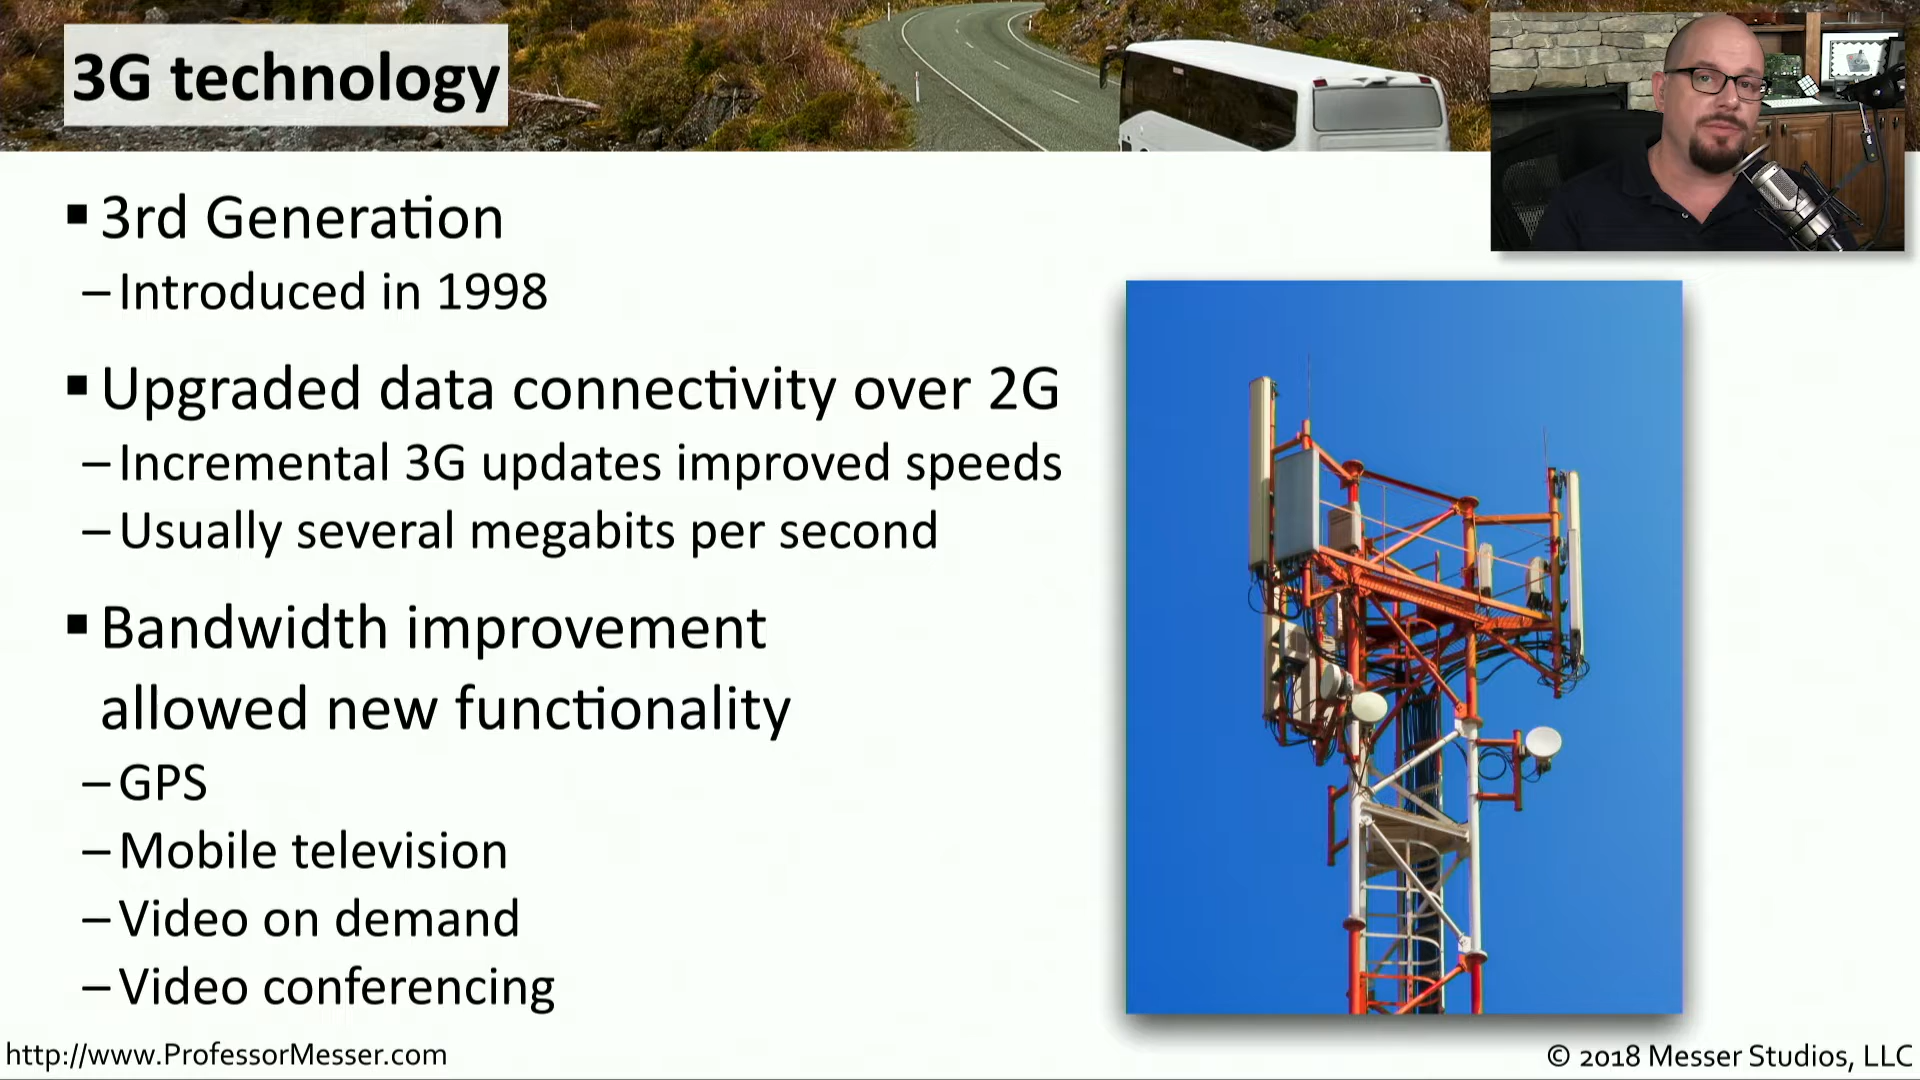 3G technology
▪ 3rd Generation
– Introduced in 1998
▪ Upgraded data connectivity over 2G
– Incremental 3G updates improved speeds
– Usually several megabits per second
▪ Bandwidth improvement
allowed new functionality
– GPS
– Mobile television
– Video on demand
– Video conferencing
http://www.ProfessorMesser.com
© 2018 Messer Studios, LLC